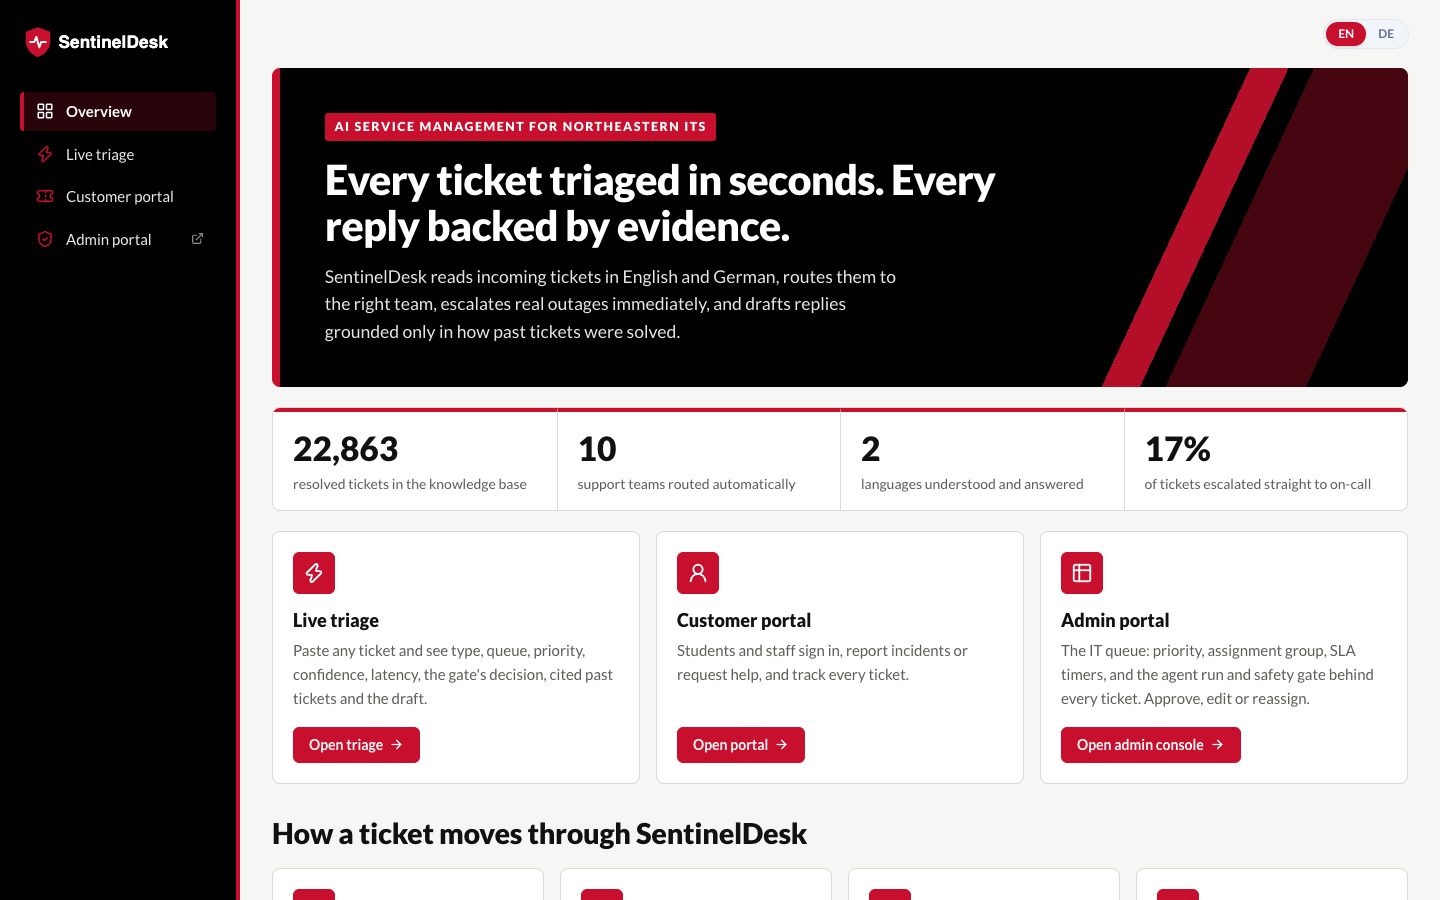 SentinelDesk
Overview
Live triage
Customer portal
Admin portal
EN DE
AI SERVICE MANAGEMENT FOR NORTHEASTERN ITS
Every ticket triaged in seconds. Every
reply backed by evidence.
SentinelDesk reads incoming tickets in English and German, routes them to
the right team, escalates real outages immediately, and drafts replies
grounded only in how past tickets were solved.
22,863
resolved tickets in the knowledge base
10
support teams routed automatically
2
languages understood and answered
17%
of tickets escalated straight to on-call
Live triage
Paste any ticket and see type, queue, priority,
confidence, latency, the gate's decision, cited past
tickets and the draft.
Open triage
Customer portal
Students and staff sign in, report incidents or
request help, and track every ticket.
Open portal
Admin portal
The IT queue: priority, assignment group, SLA
timers, and the agent run and safety gate behind
every ticket. Approve, edit or reassign.
Open admin console
How a ticket moves through SentinelDesk